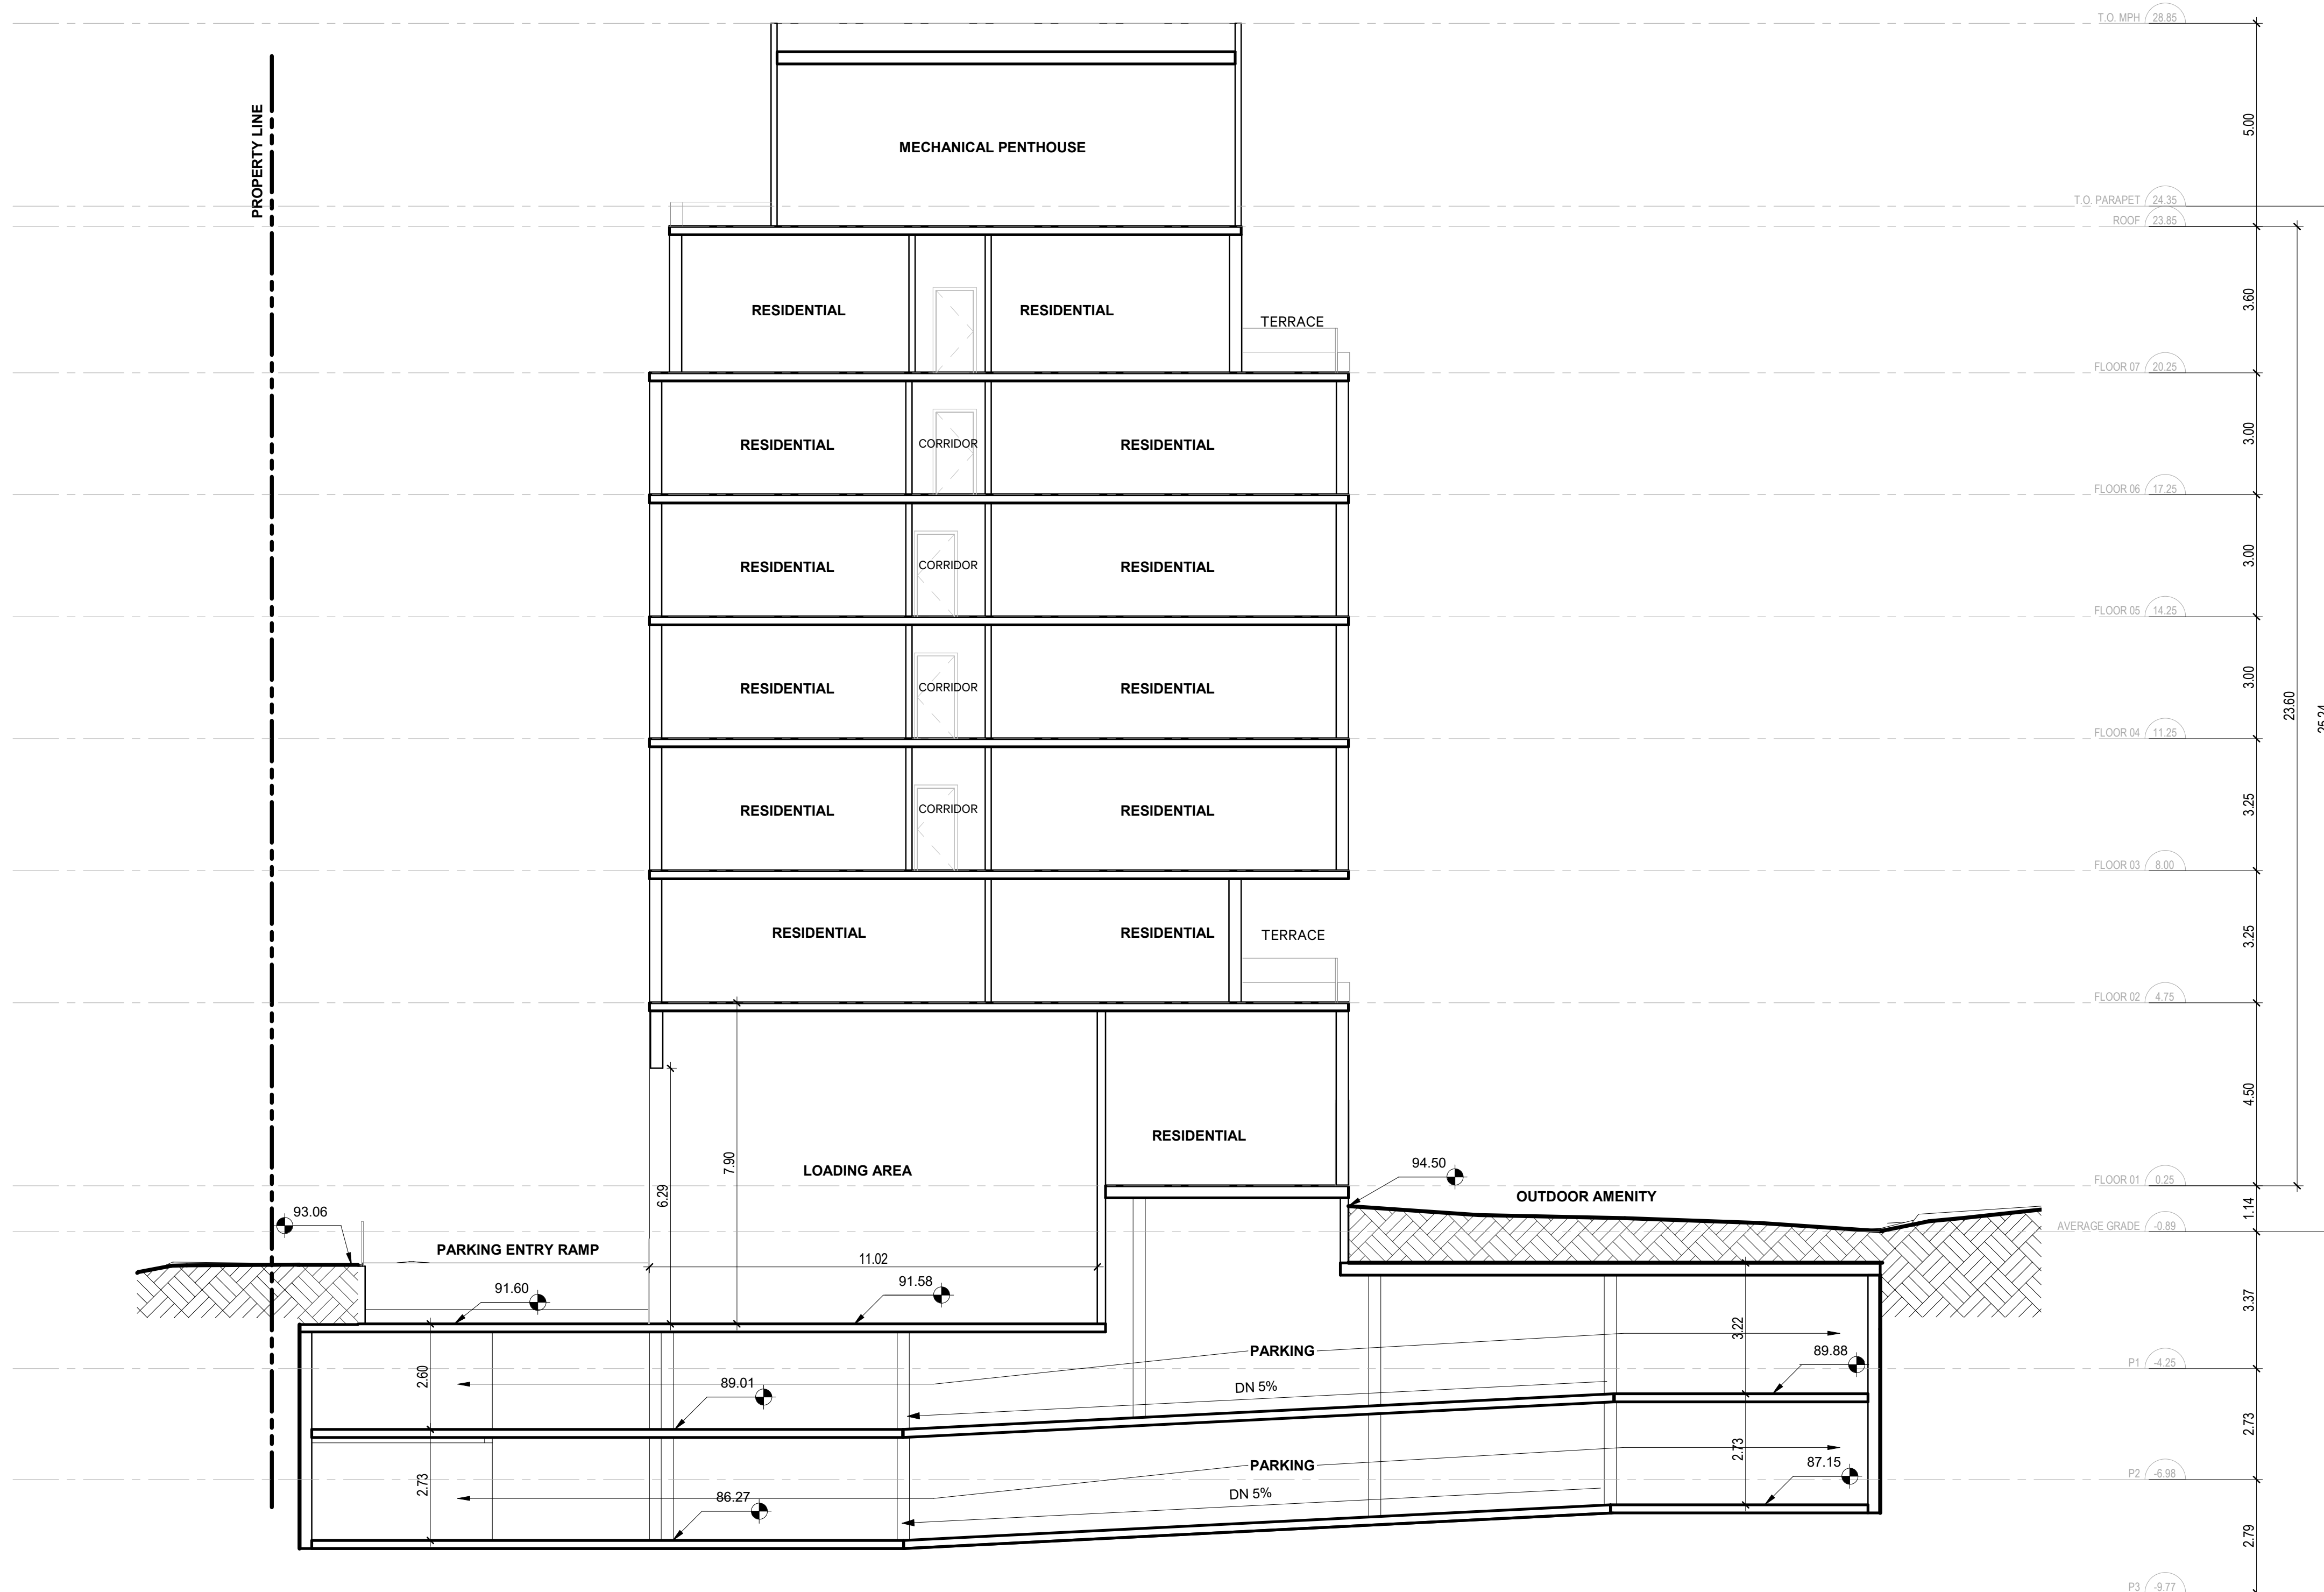 T.O. MPH 28.85
PROPERTY LINE
5.00
MECHANICAL PENTHOUSE
T.O. PARAPET 24.35
ROOF 23.85
3.60
RESIDENTIAL RESIDENTIAL
TERRACE
FLOOR 07 20.25
3.00
RESIDENTIAL CORRIDOR RESIDENTIAL
FLOOR 06 17.25
3.00
RESIDENTIAL CORRIDOR RESIDENTIAL
FLOOR 05 14.25
3.00
RESIDENTIAL CORRIDOR RESIDENTIAL
23.60
25.24
FLOOR 04 11.25
3.25
RESIDENTIAL CORRIDOR RESIDENTIAL
FLOOR 03 8.00
3.25
RESIDENTIAL RESIDENTIAL TERRACE
FLOOR 02 4.75
4.50
RESIDENTIAL
7.90
LOADING AREA
94.50
FLOOR 01 0.25
6.29
OUTDOOR AMENITY
1.14
93.06
AVERAGE GRADE -0.89
PARKING ENTRY RAMP
11.02
91.60
91.58
3.37
3.22
PARKING
89.88
P1 -4.25
2.60
89.01
DN 5%
2.73
2.73
PARKING
87.15
P2 -6.98
2.73
86.27
DN 5%
2.79
P3 -9.77